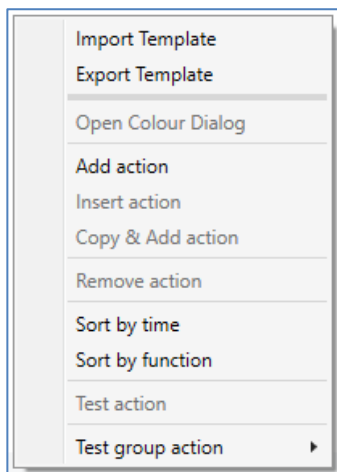 Import Template
Export Template
Open Colour Dialog
Add action
Insert action
Copy & Add action
Remove action
Sort by time
Sort by function
Test action
Test group action